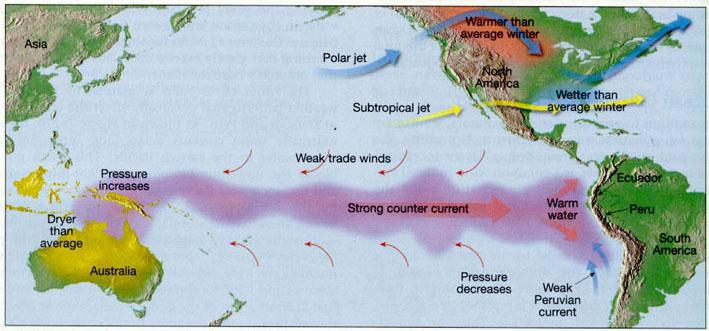 Asia
Warmer than
average winter
Polar jet
North
America
Subtropical jet
Wetter than
average winter
Weak trade winds
Pressure
increases
Ecuador
Strong counter current
Warm
water
Peru
Dryer
than
average
South
America
Australia
Pressure
decreases
Weak
Peruvian
current